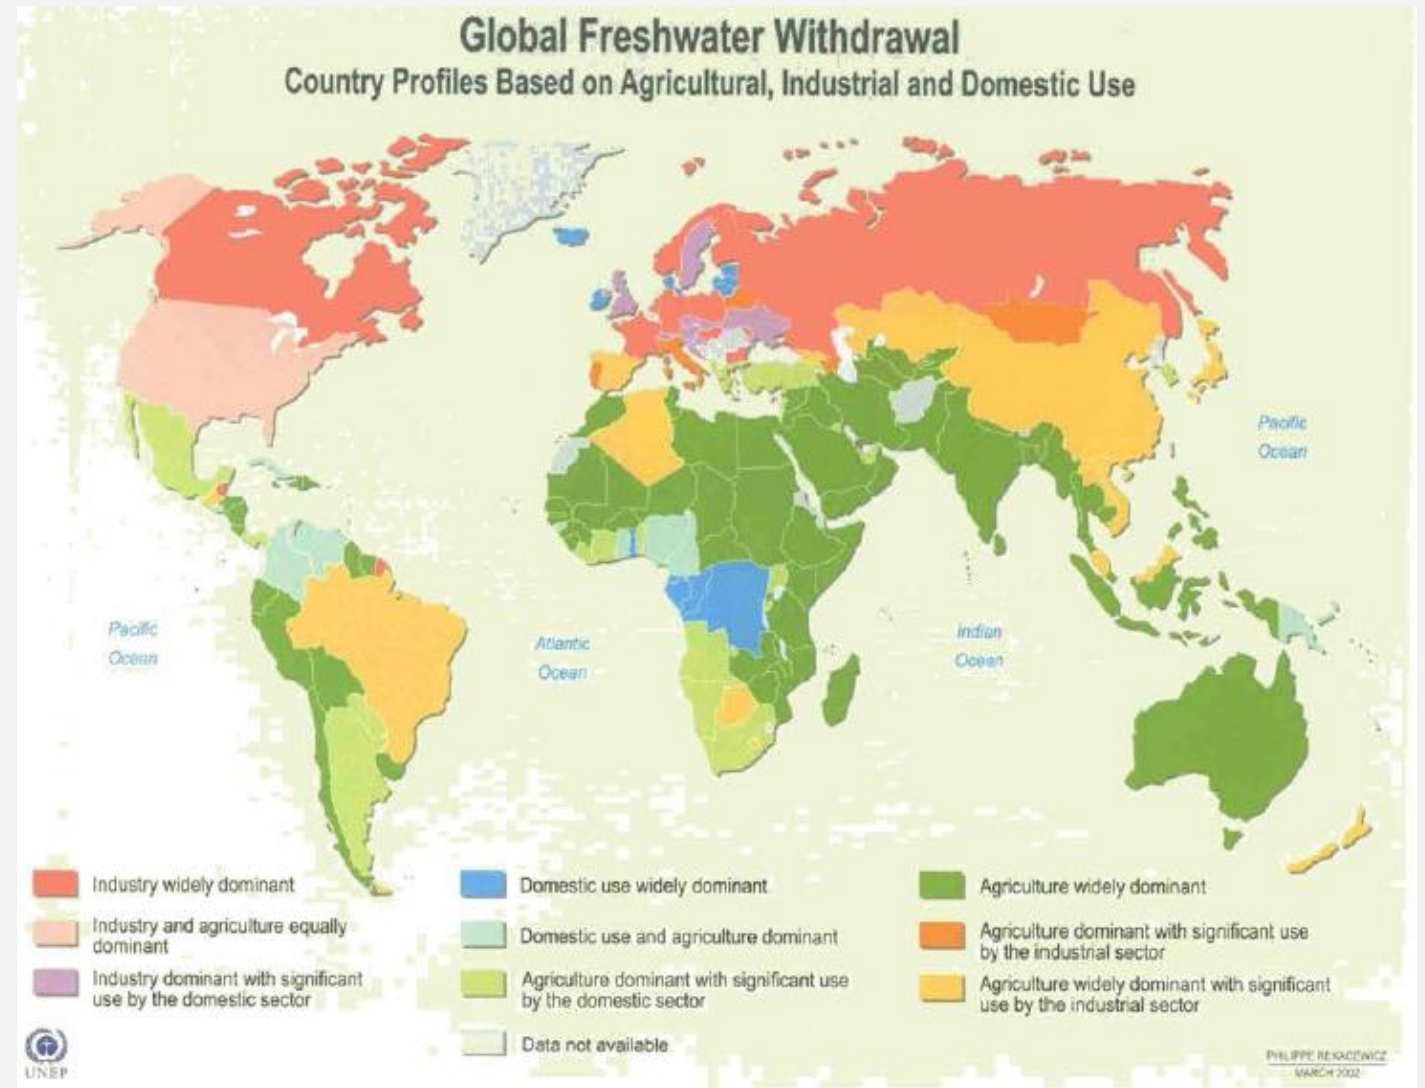 Global Freshwater Withdrawal
Country Profiles Based on Agricultural, Industrial and Domestic Use
Pacific
Ocean
Pacific
Ocean
Atlantic
Ocean
Indian
Ocean
Industry widely dominant
Industry and agriculture equally
dominant
Industry dominant with significant
use by the domestic sector
Domestic use widely dominant
Domestic use and agriculture dominant
Agriculture dominant with significant use
by the domestic sector
Data not available
Agriculture widely dominant
Agriculture dominant with significant use
by the industrial sector
Agriculture widely dominant with significant
use by the industrial sector
UNEP
PHILIPPE REKACEWICZ
MARCH 2002